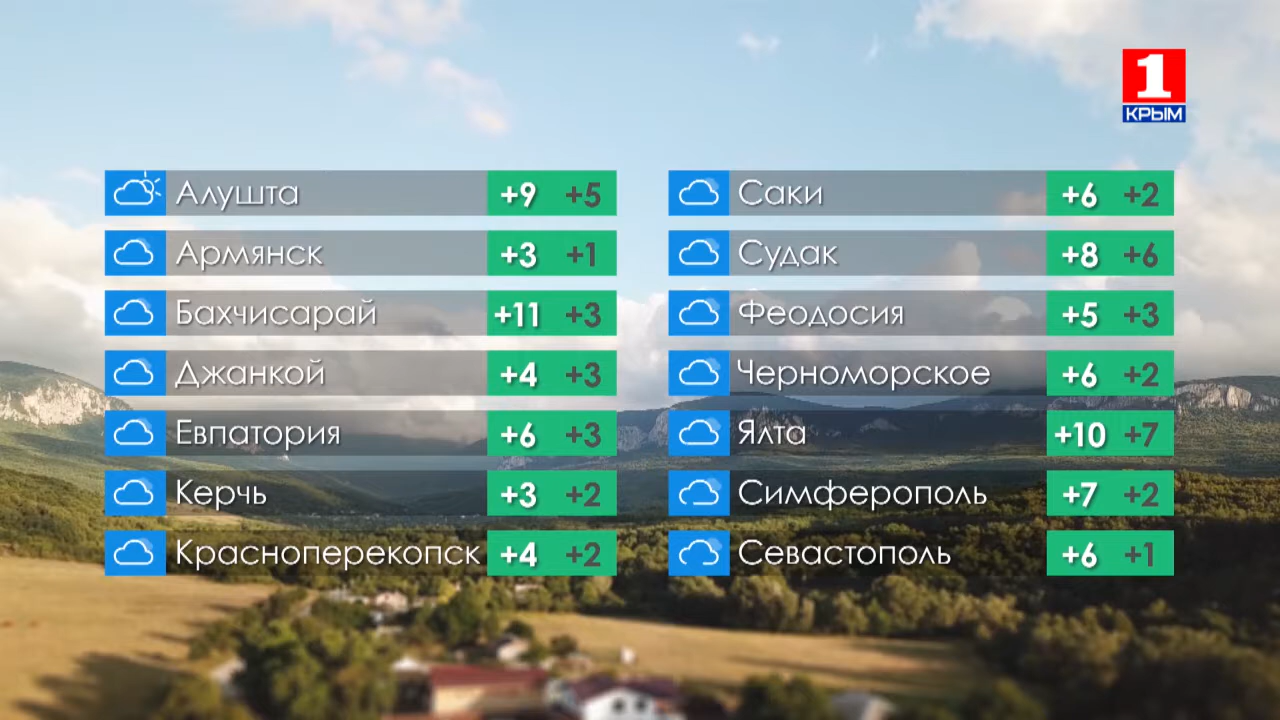 1
КРЫМ
Алушта +9 +5
Армянск +3 +1
Бахчисарай +11 +3
Джанкой +4 +3
Евпатория +6 +3
Керчь +3 +2
Красноперекопск +4 +2
Саки +6 +2
Судак +8 +6
Феодосия +5 +3
Черноморское +6 +2
Ялта +10 +7
Симферополь +7 +2
Севастополь +6 +1